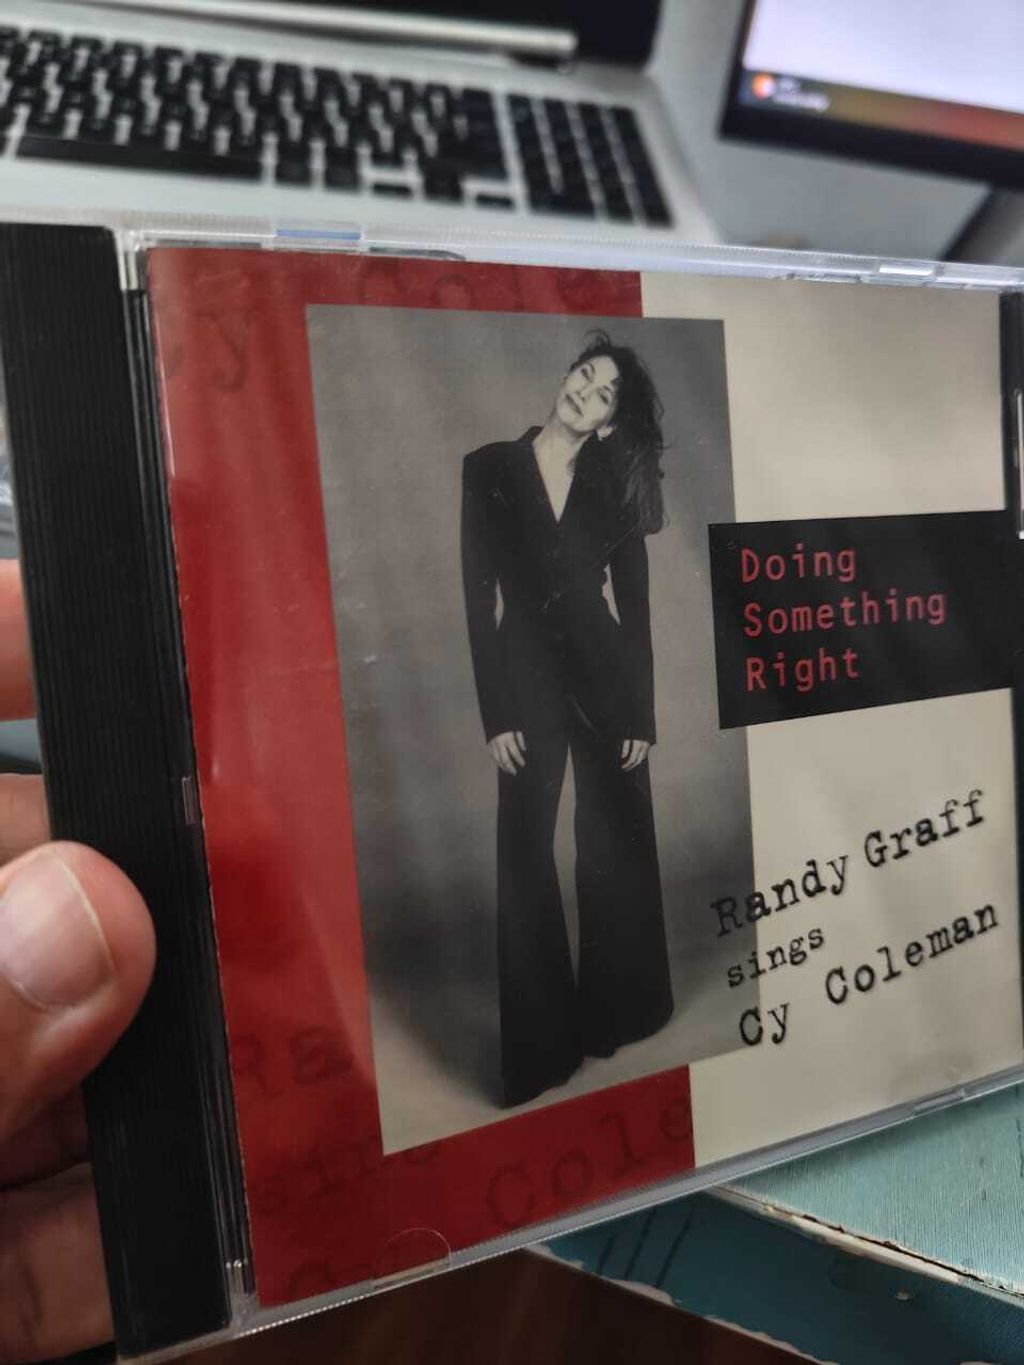 Doing
Something
Right
Randy Graff
sings
Cy Coleman